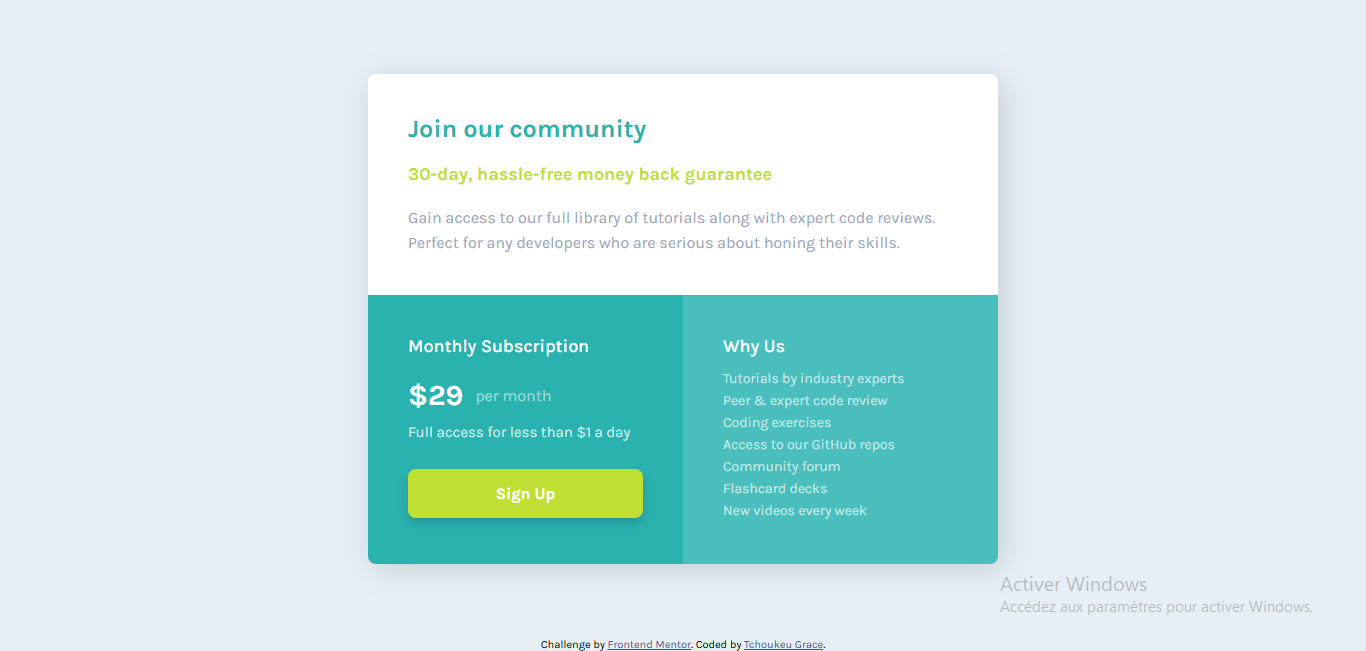 Join our community
30-day, hassle-free money back guarantee
Gain access to our full library of tutorials along with expert code reviews.
Perfect for any developers who are serious about honing their skills.
Monthly Subscription
$29 per month
Full access for less than $1 a day
Sign Up
Why Us
Tutorials by industry experts
Peer & expert code review
Coding exercises
Access to our GitHub repos
Community forum
Flashcard decks
New videos every week
Activer Windows
Accédez aux paramètres pour activer Windows.
Challenge by Frontend Mentor. Coded by Tchoukeu Grace.